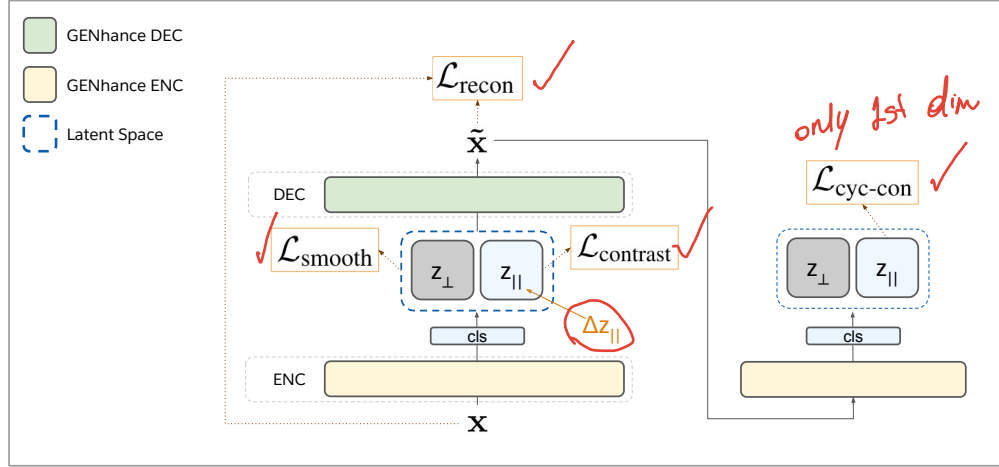 GENhance DEC
GENhance ENC
Latent Space
ℒrecon
x̃
DEC
ℒsmooth
z⊥
z||
ℒcontrast
Δz||
cls
ENC
x
only 1st dim
ℒcyc-con
z⊥
z||
cls